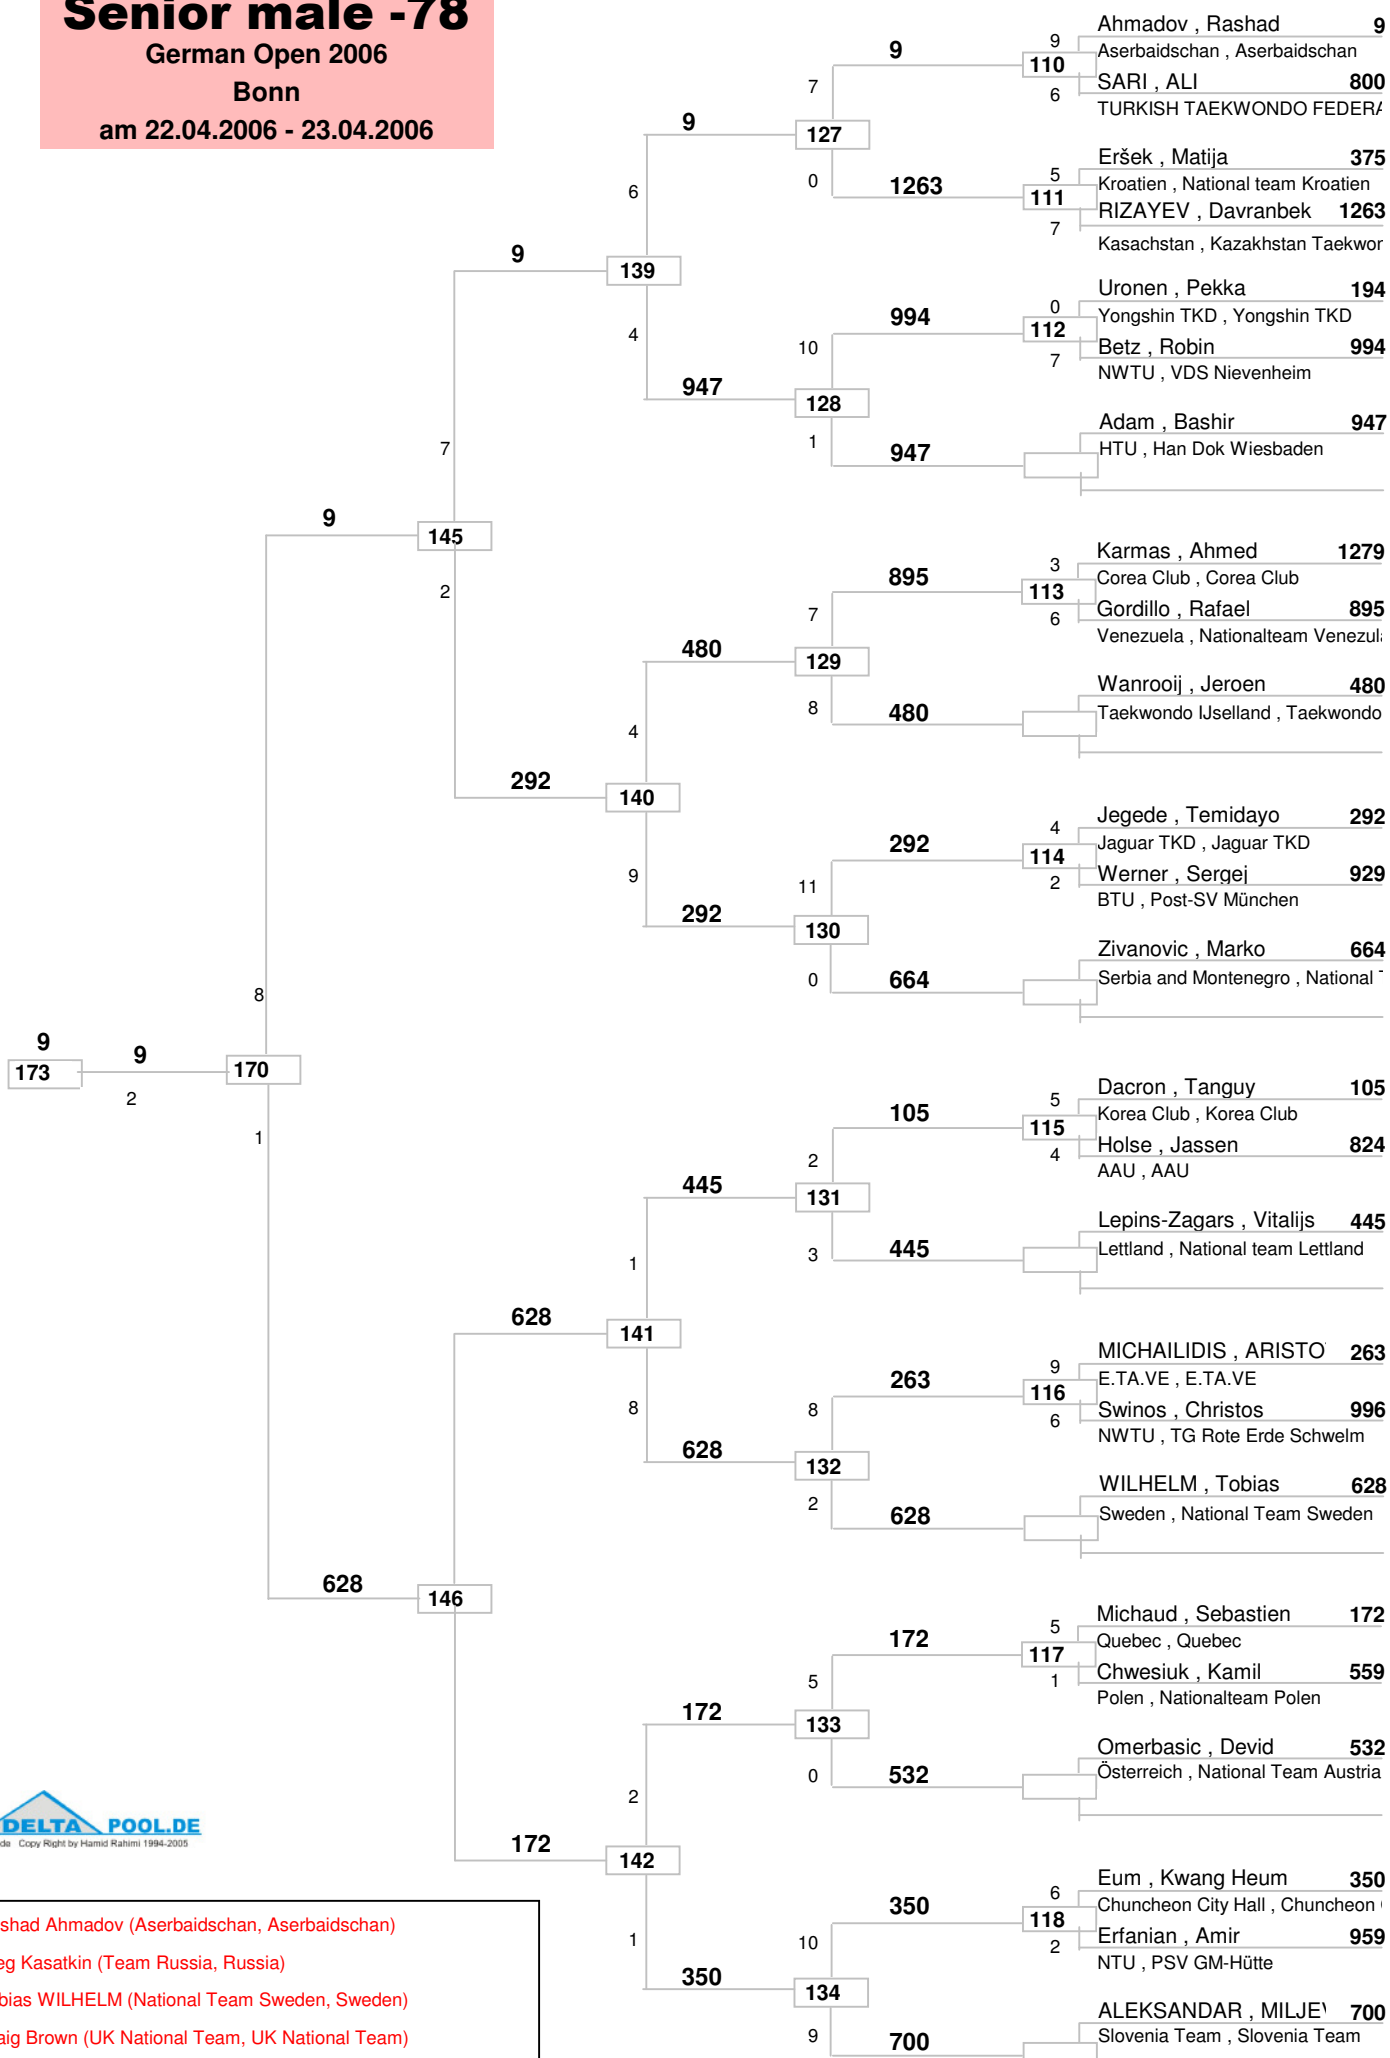 Senior male -78
German Open 2006
Bonn
am 22.04.2006 - 23.04.2006
Ahmadov , Rashad 9
9
9 Aserbaidschan , Aserbaidschan
110
SARI , ALI 800
7
6 TURKISH TAEKWONDO FEDERA
9
127
Eršek , Matija 375
5
0 Kroatien , National team Kroatien
1263
111
RIZAYEV , Davranbek 1263
6
7
Kasachstan , Kazakhstan Taekwor
9
139
Uronen , Pekka 194
0
994 Yongshin TKD , Yongshin TKD
112
4
10 Betz , Robin 994
7
NWTU , VDS Nievenheim
947
128
Adam , Bashir 947
1
7
947 HTU , Han Dok Wiesbaden
9
145
Karmas , Ahmed 1279
3
895 Corea Club , Corea Club
113
2
7 Gordillo , Rafael 895
6
Venezuela , Nationalteam Venezula
480
129
Wanrooij , Jeroen 480
8
480 Taekwondo IJselland , Taekwondo
4
292
140
Jegede , Temidayo 292
4
292 Jaguar TKD , Jaguar TKD
114
9
11 Werner , Sergej 929
2
BTU , Post-SV München
292
130
Zivanovic , Marko 664
0
664 Serbia and Montenegro , National
8
9
9
173
170
2
1
Dacron , Tanguy 105
5
105 Korea Club , Korea Club
115
2
Holse , Jassen 824
4
AAU , AAU
445
131
Lepins-Zagars , Vitalijs 445
3
445 Lettland , National team Lettland
1
628
141
MICHAILIDIS , ARISTO 263
9
263 E.TA.VE , E.TA.VE
116
8
8 Swinos , Christos 996
6
NWTU , TG Rote Erde Schwelm
628
132
WILHELM , Tobias 628
2
628 Sweden , National Team Sweden
628
146
Michaud , Sebastien 172
5
172 Quebec , Quebec
117
5
Chwesiuk , Kamil 559
1
Polen , Nationalteam Polen
172
133
Omerbasic , Devid 532
0
532 Österreich , National Team Austria
2
172
142
Eum , Kwang Heum 350
6
350 Chuncheon City Hall , Chuncheon
118
1
10 Erfanian , Amir 959
2
NTU , PSV GM-Hütte
350
134
ALEKSANDAR , MILJEV 700
9
700 Slovenia Team , Slovenia Team
DELTA POOL.DE
de Copy Right by Hamid Rahimi 1994-2005
shad Ahmadov (Aserbaidschan, Aserbaidschan)
eg Kasatkin (Team Russia, Russia)
bias WILHELM (National Team Sweden, Sweden)
aig Brown (UK National Team, UK National Team)